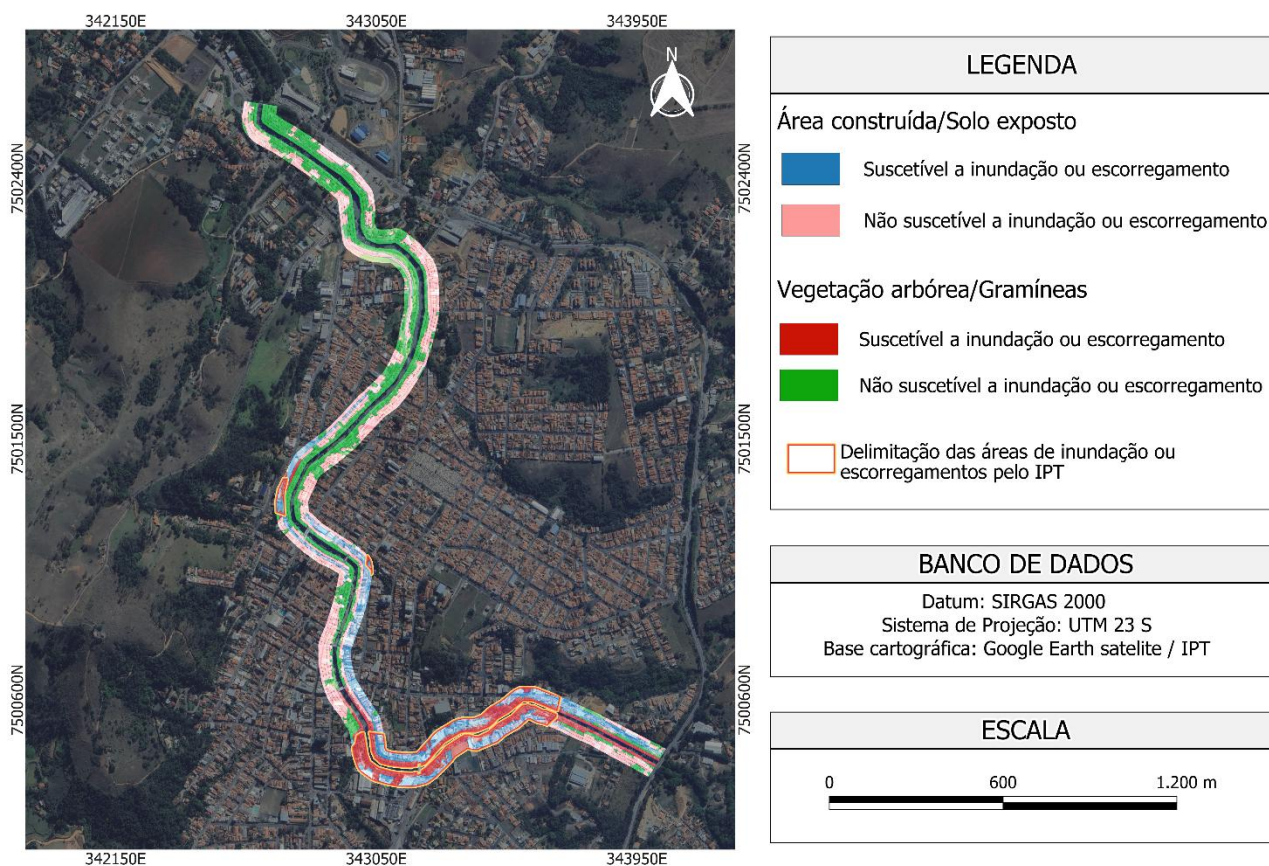 342150E
343050E
343950E
N
7502400N
7502400N
7501500N
7501500N
7500600N
7500600N
342150E
343050E
343950E
LEGENDA
Área construída/Solo exposto
Suscetível a inundação ou escorregamento
Não suscetível a inundação ou escorregamento
Vegetação arbórea/Gramíneas
Suscetível a inundação ou escorregamento
Não suscetível a inundação ou escorregamento
Delimitação das áreas de inundação ou
escorregamentos pelo IPT
BANCO DE DADOS
Datum: SIRGAS 2000
Sistema de Projeção: UTM 23 S
Base cartográfica: Google Earth satelite / IPT
ESCALA
0 600 1.200 m